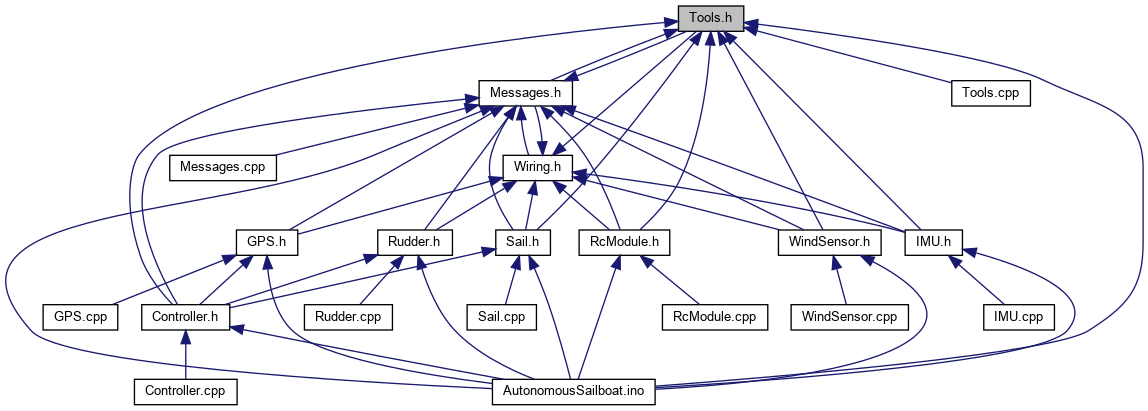 Tools.h
Messages.h
Tools.cpp
Messages.cpp
Wiring.h
GPS.h
Rudder.h
Sail.h
RcModule.h
WindSensor.h
IMU.h
GPS.cpp
Controller.h
Rudder.cpp
Sail.cpp
RcModule.cpp
WindSensor.cpp
IMU.cpp
Controller.cpp
AutonomousSailboat.ino